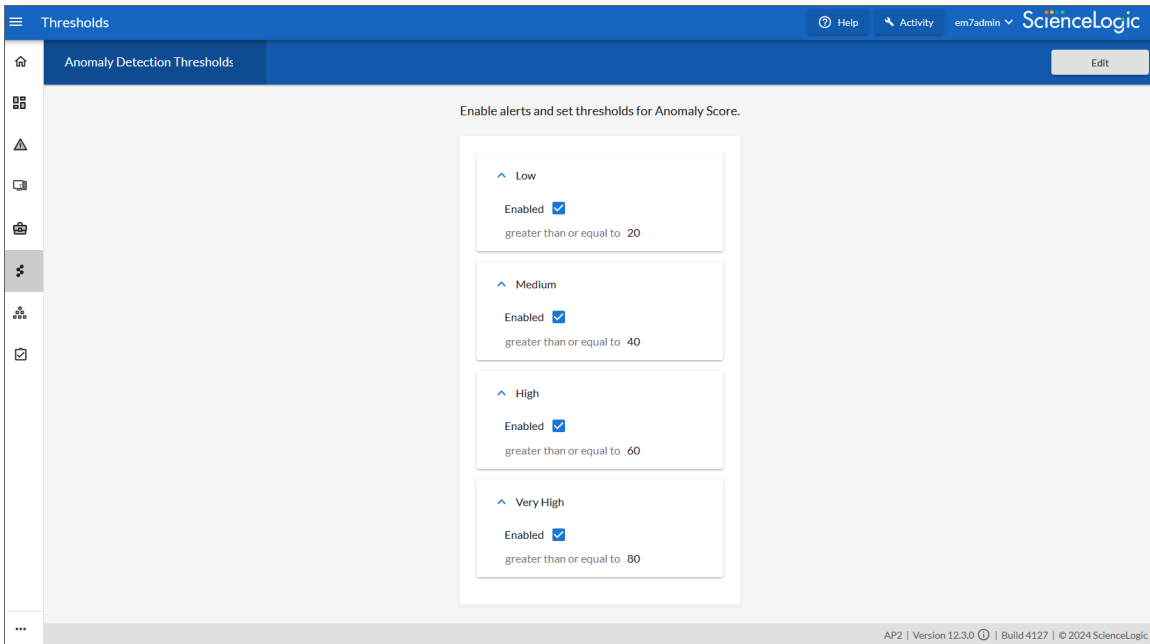 Thresholds
Help
Activity
em7admin
ScienceLogic
Anomaly Detection Thresholds
Edit
Enable alerts and set thresholds for Anomaly Score.
Low
Enabled
greater than or equal to 20
Medium
Enabled
greater than or equal to 40
High
Enabled
greater than or equal to 60
Very High
Enabled
greater than or equal to 80
AP2 | Version 12.3.0 | Build 4127 | © 2024 ScienceLogic